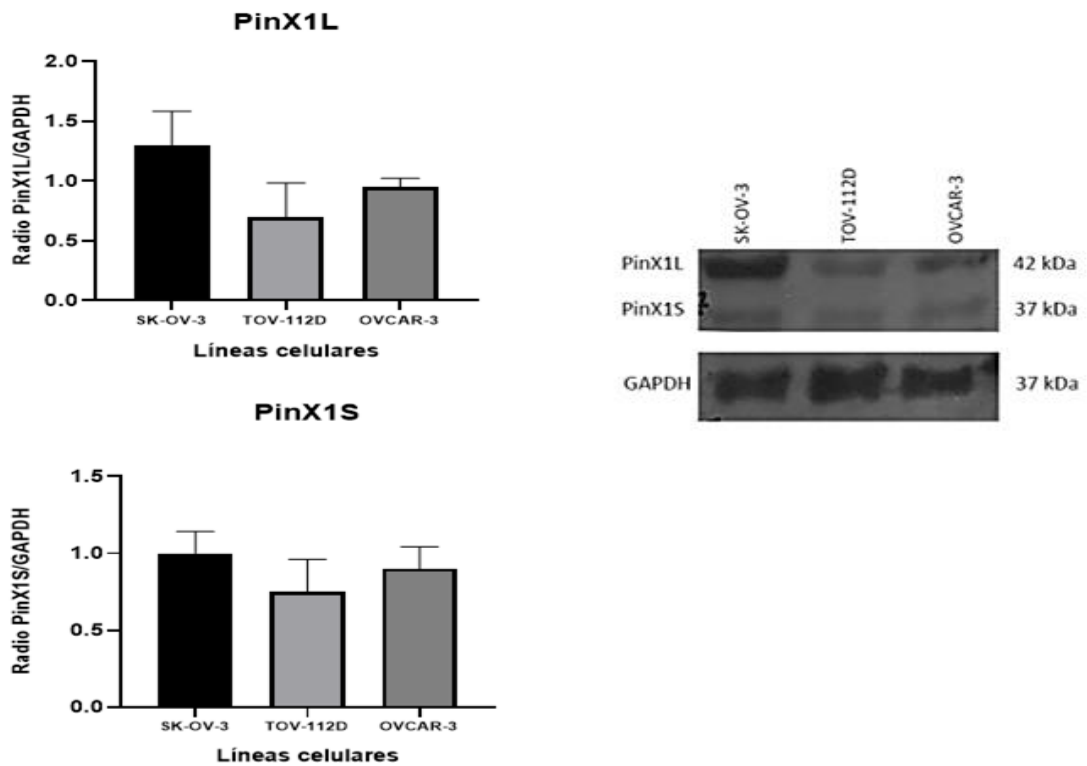 PinX1L
Radio PinX1L/GAPDH
2.0
1.5
1.0
0.5
0.0
SK-OV-3 TOV-112D OVCAR-3
Líneas celulares
PinX1S
Radio PinX1S/GAPDH
1.5
1.0
0.5
0.0
SK-OV-3 TOV-112D OVCAR-3
Líneas celulares
SK-OV-3 TOV-112D OVCAR-3
PinX1L 42 kDa
PinX1S 37 kDa
GAPDH 37 kDa